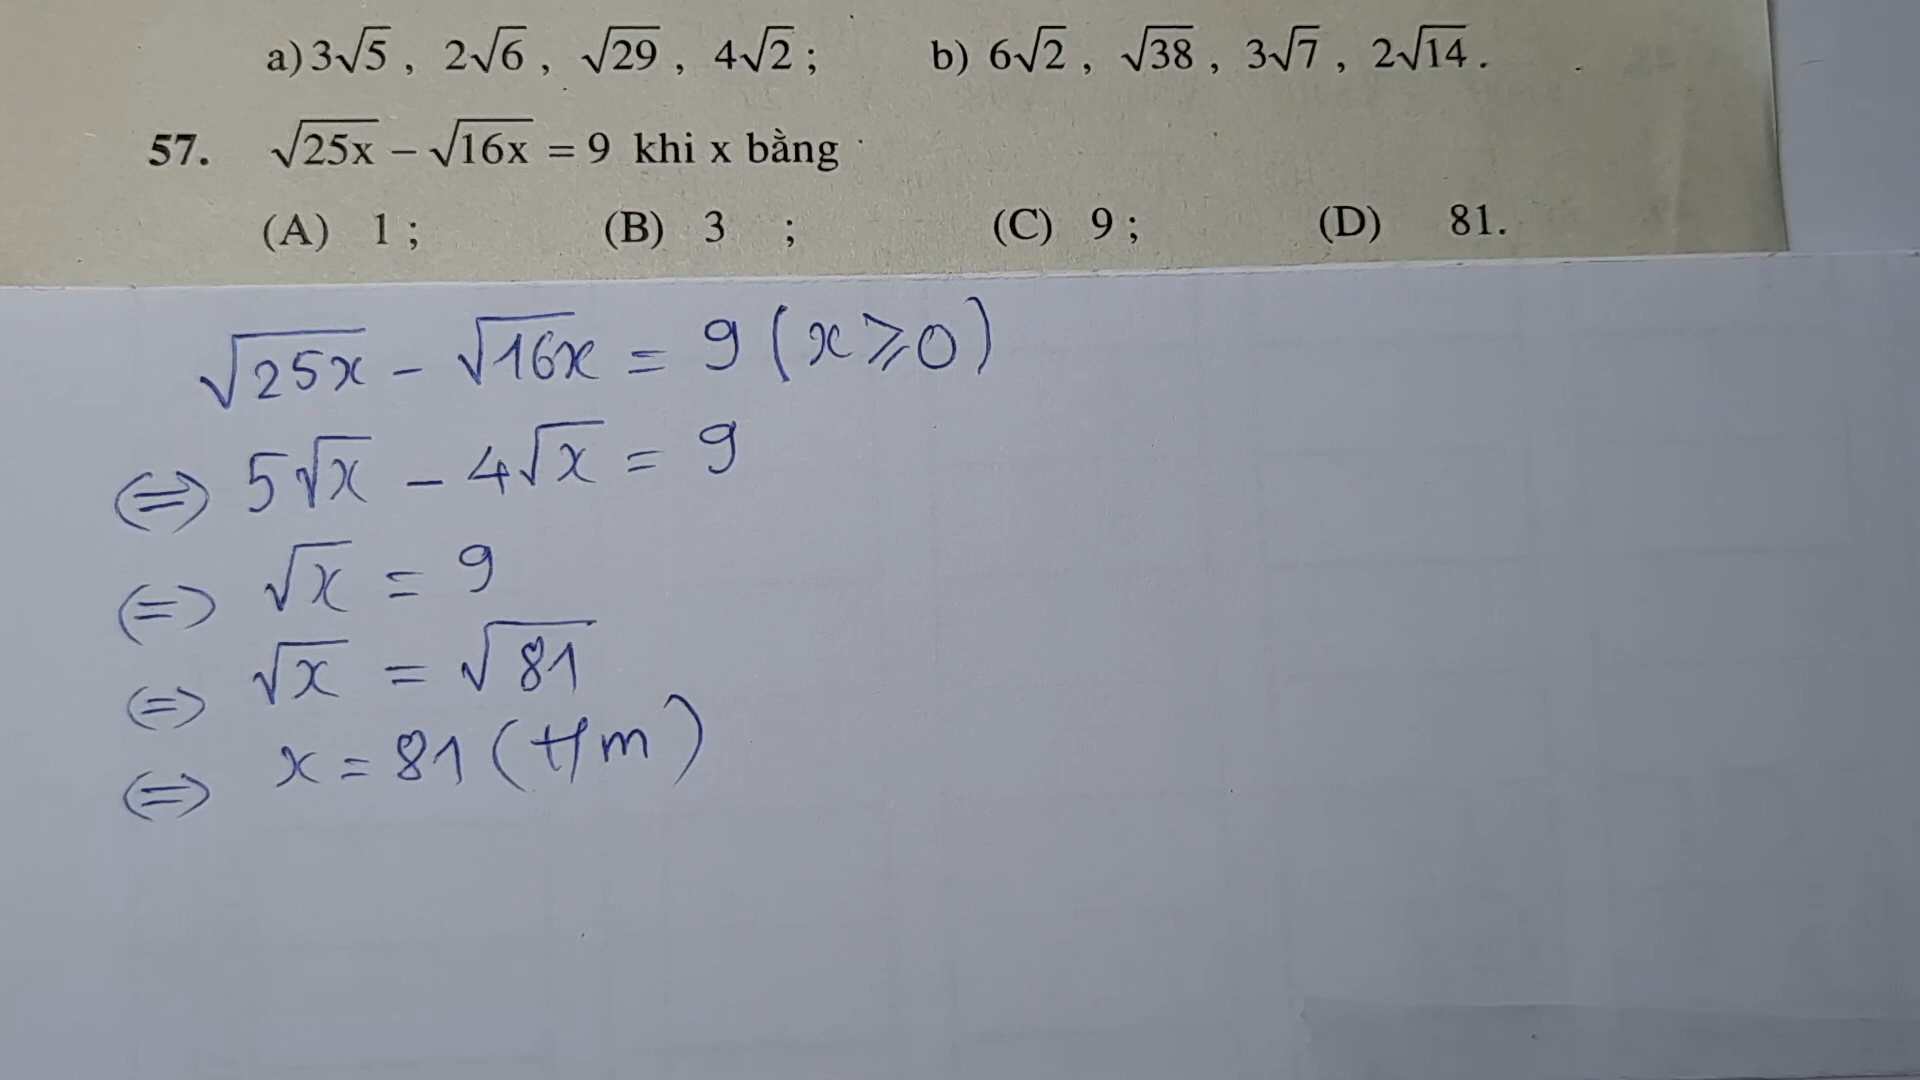 a) 3√5 , 2√6 , √29 , 4√2 ; b) 6√2 , √38 , 3√7 , 2√14 .
57. √25x – √16x = 9 khi x bằng
(A) 1 ; (B) 3 ; (C) 9 ; (D) 81.
√25x - √16x = 9 (x ⩾ 0)
⇔ 5√x - 4√x = 9
⇔ √x = 9
⇔ √x = √81
⇔ x = 81 (t/m)